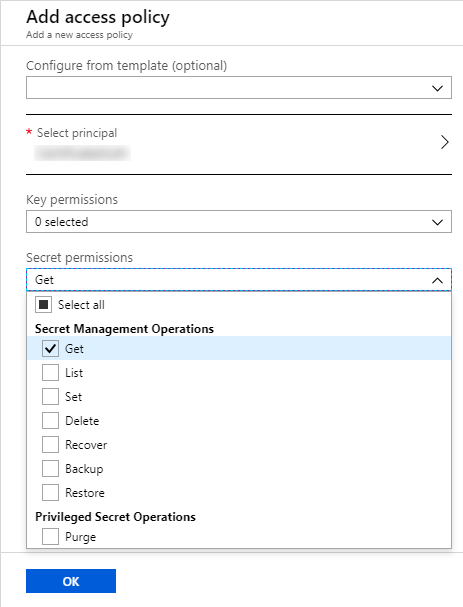 Add access policy
Add a new access policy
Configure from template (optional)
* Select principal
Key permissions
0 selected
Secret permissions
Get
Select all
Secret Management Operations
Get
List
Set
Delete
Recover
Backup
Restore
Privileged Secret Operations
Purge
OK